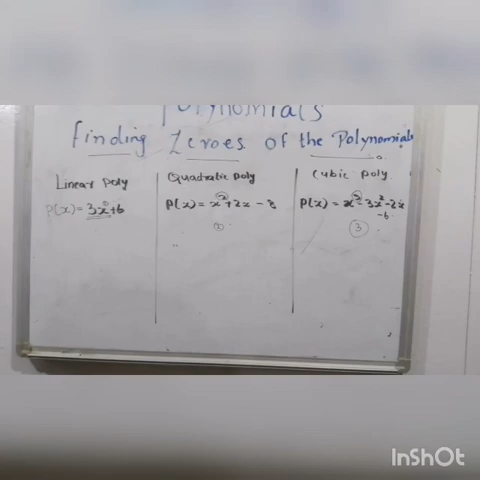 Polynomials
Finding Zeroes of the Polynomials
Linear Poly
P(x) = 3x+6
Quadratic poly
P(x) = x²+2x-8
②
Cubic poly
P(x) = x³-3x²-2x
-6
③
InShOt